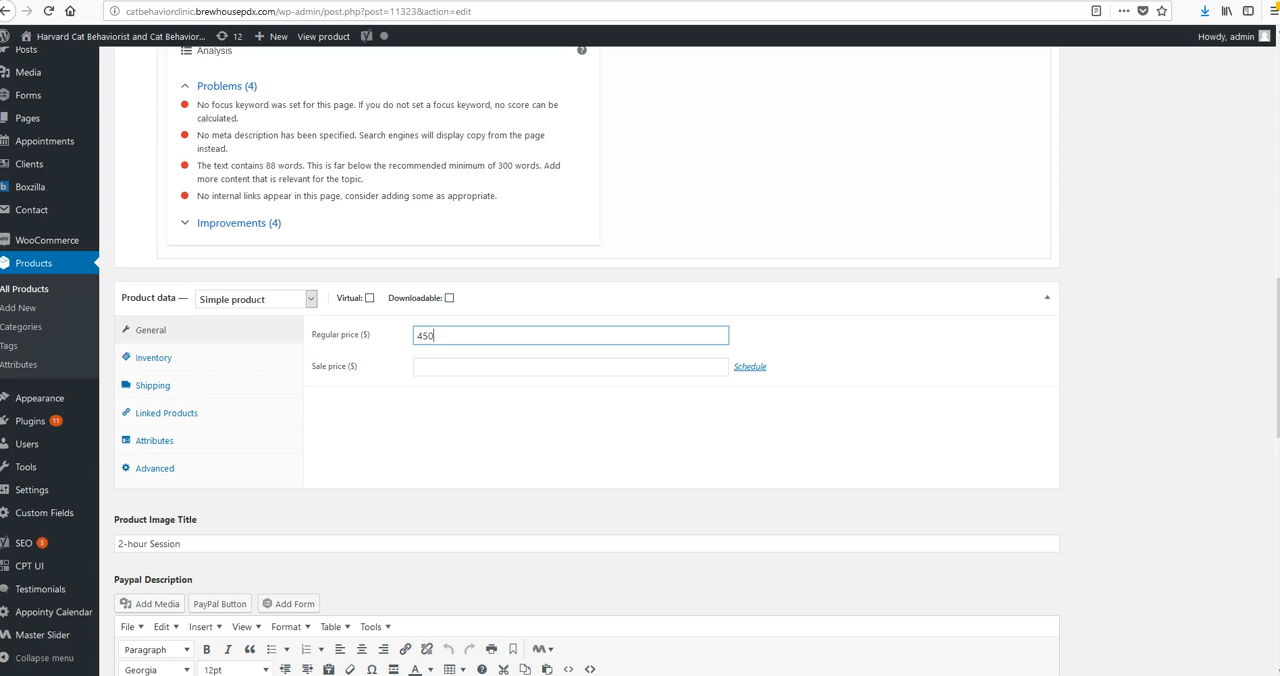 catbehaviorclinic.brewhousepdx.com/wp-admin/post.php?post=11323&action=edit
Harvard Cat Behaviorist and Cat Behavior... 12 New View product Howdy, admin
Posts
Media
Forms
Pages
Appointments
Clients
Boxzilla
Contact
WooCommerce
Products
All Products
Add New
Categories
Tags
Attributes
Appearance
Plugins 11
Users
Tools
Settings
Custom Fields
SEO 5
CPT UI
Testimonials
Appointy Calendar
Master Slider
Collapse menu
Analysis
Problems (4)
No focus keyword was set for this page. If you do not set a focus keyword, no score can be
calculated.
No meta description has been specified. Search engines will display copy from the page
instead.
The text contains 88 words. This is far below the recommended minimum of 300 words. Add
more content that is relevant for the topic.
No internal links appear in this page, consider adding some as appropriate.
Improvements (4)
Product data — Simple product Virtual: Downloadable:
General
Inventory
Shipping
Linked Products
Attributes
Advanced
Regular price ($) 450
Sale price ($) Schedule
Product Image Title
2-hour Session
Paypal Description
Add Media PayPal Button Add Form
File Edit Insert View Format Table Tools
Paragraph B I
Georgia 12pt A